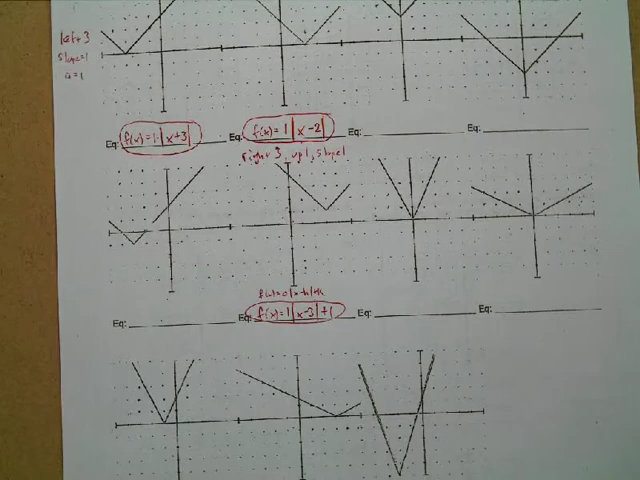 left 3
slope=1
a=1
Eq: f(x)=1·|x+3|
Eq: f(x)=1|x-2|
Eq:
Eq:
right 3, up 1, slope 1
f(x)=a|x-h|+k
Eq:
Eq: f(x)=1|x-3|+1
Eq:
Eq: